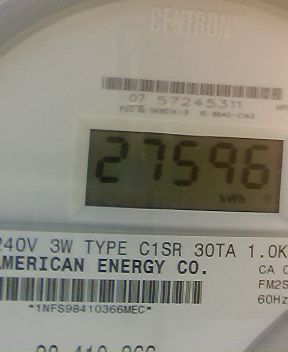 CENTRON
07 57245311
27596
kWh
240V 3W TYPE C1SR 30TA 1.0K
AMERICAN ENERGY CO.
CA
FM2S
60Hz
*1NFS98410366MEC*